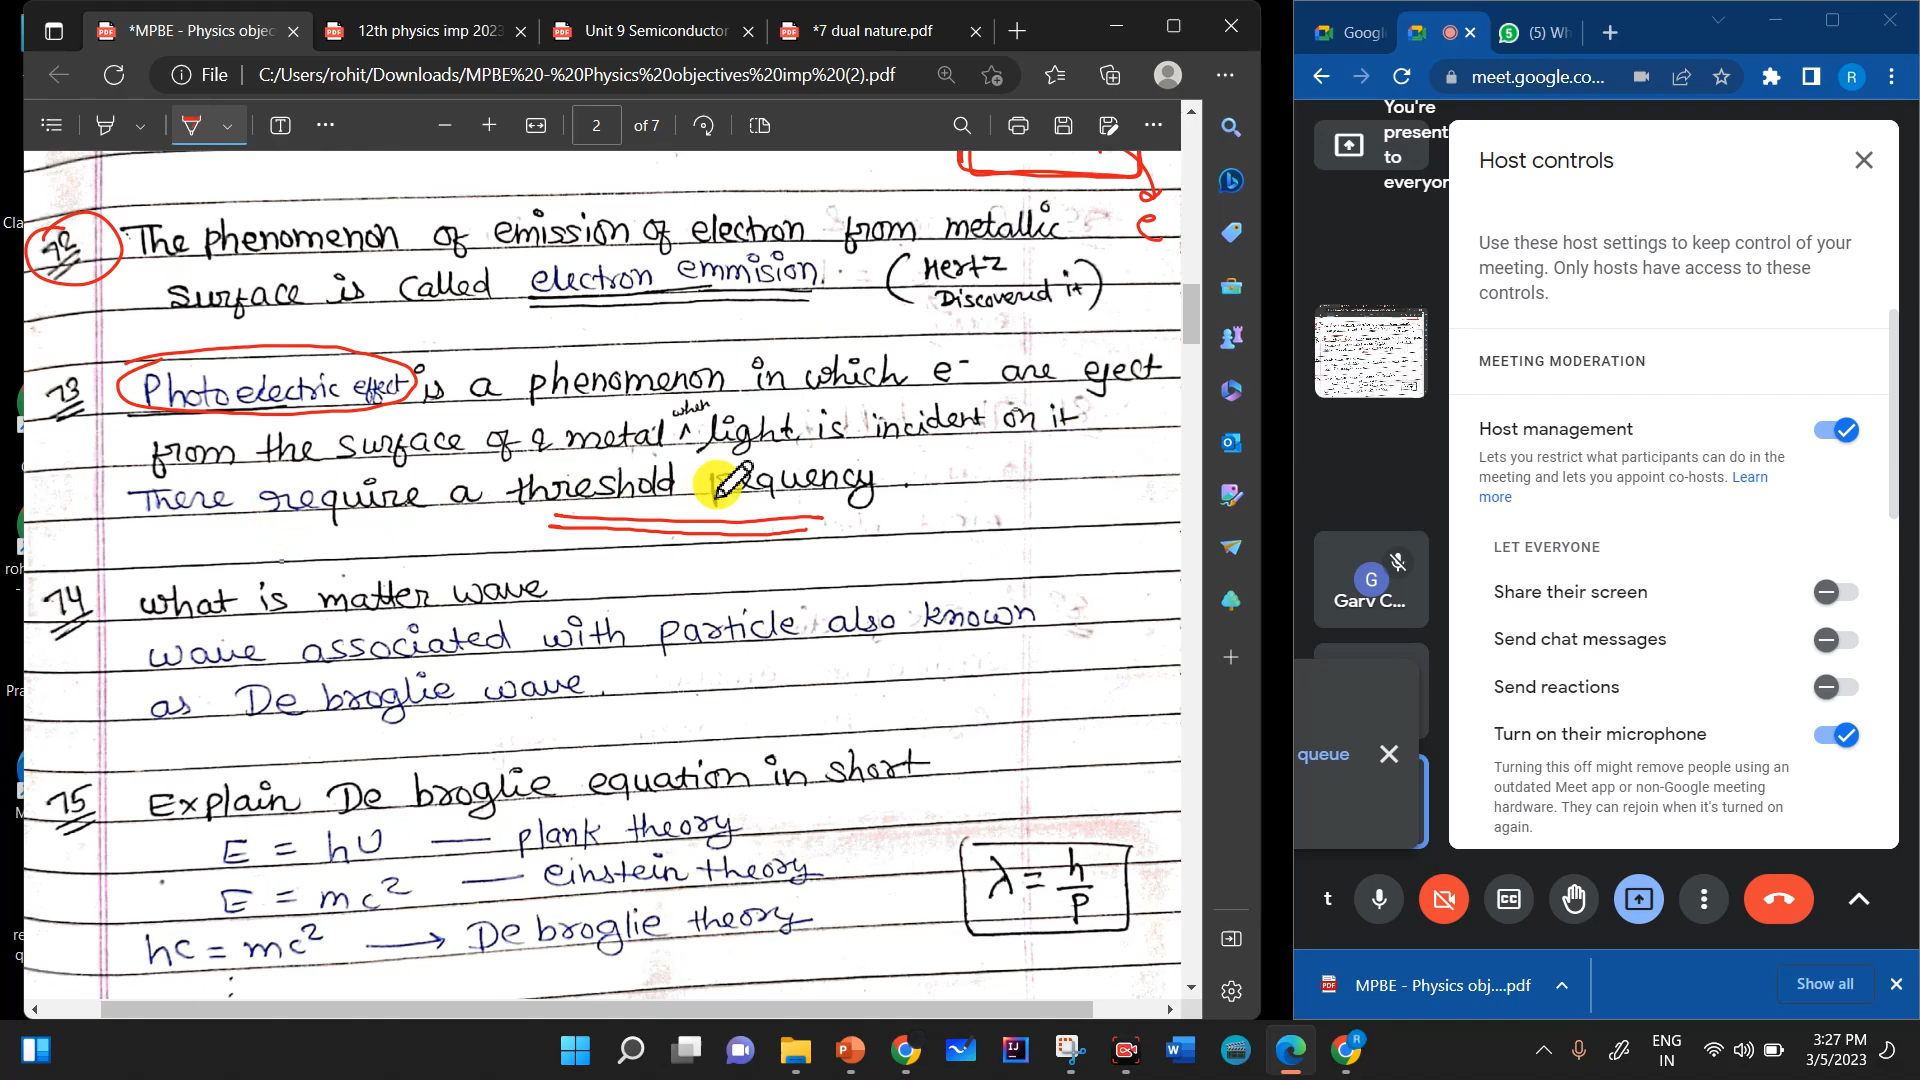 *MPBE - Physics objec
12th physics imp 2023
Unit 9 Semiconductor
*7 dual nature.pdf
File
C:/Users/rohit/Downloads/MPBE%20-%20Physics%20objectives%20imp%20(2).pdf
2 of 7
72 The phenomenon of emission of electron from metallic
surface is called electron emmision. (Hertz
Discovered it)
e
73 Photoelectric effect is a phenomenon in which e- are eject
when
from the surface of a metal ^ light is incident on it
There require a threshold frequency.
74 What is matter wave
wave associated with particle also known
as De broglie wave.
75 Explain De broglie equation in short
E = hυ — plank theory
E = mc² — einstein theory
hc = mc² → De broglie theory
λ = h/P
Googl
(5) Wh
meet.google.co...
R
You're
present
to
everyon
Host controls
Use these host settings to keep control of your
meeting. Only hosts have access to these
controls.
MEETING MODERATION
Host management
Lets you restrict what participants can do in the
meeting and lets you appoint co-hosts. Learn
more
LET EVERYONE
Share their screen
Send chat messages
Send reactions
Turn on their microphone
Turning this off might remove people using an
outdated Meet app or non-Google meeting
hardware. They can rejoin when it's turned on
again.
G
Garv C...
queue
t
MPBE - Physics obj....pdf
Show all
Cla
roh
-
Pra
M
re
q
ENG
IN
3:27 PM
3/5/2023